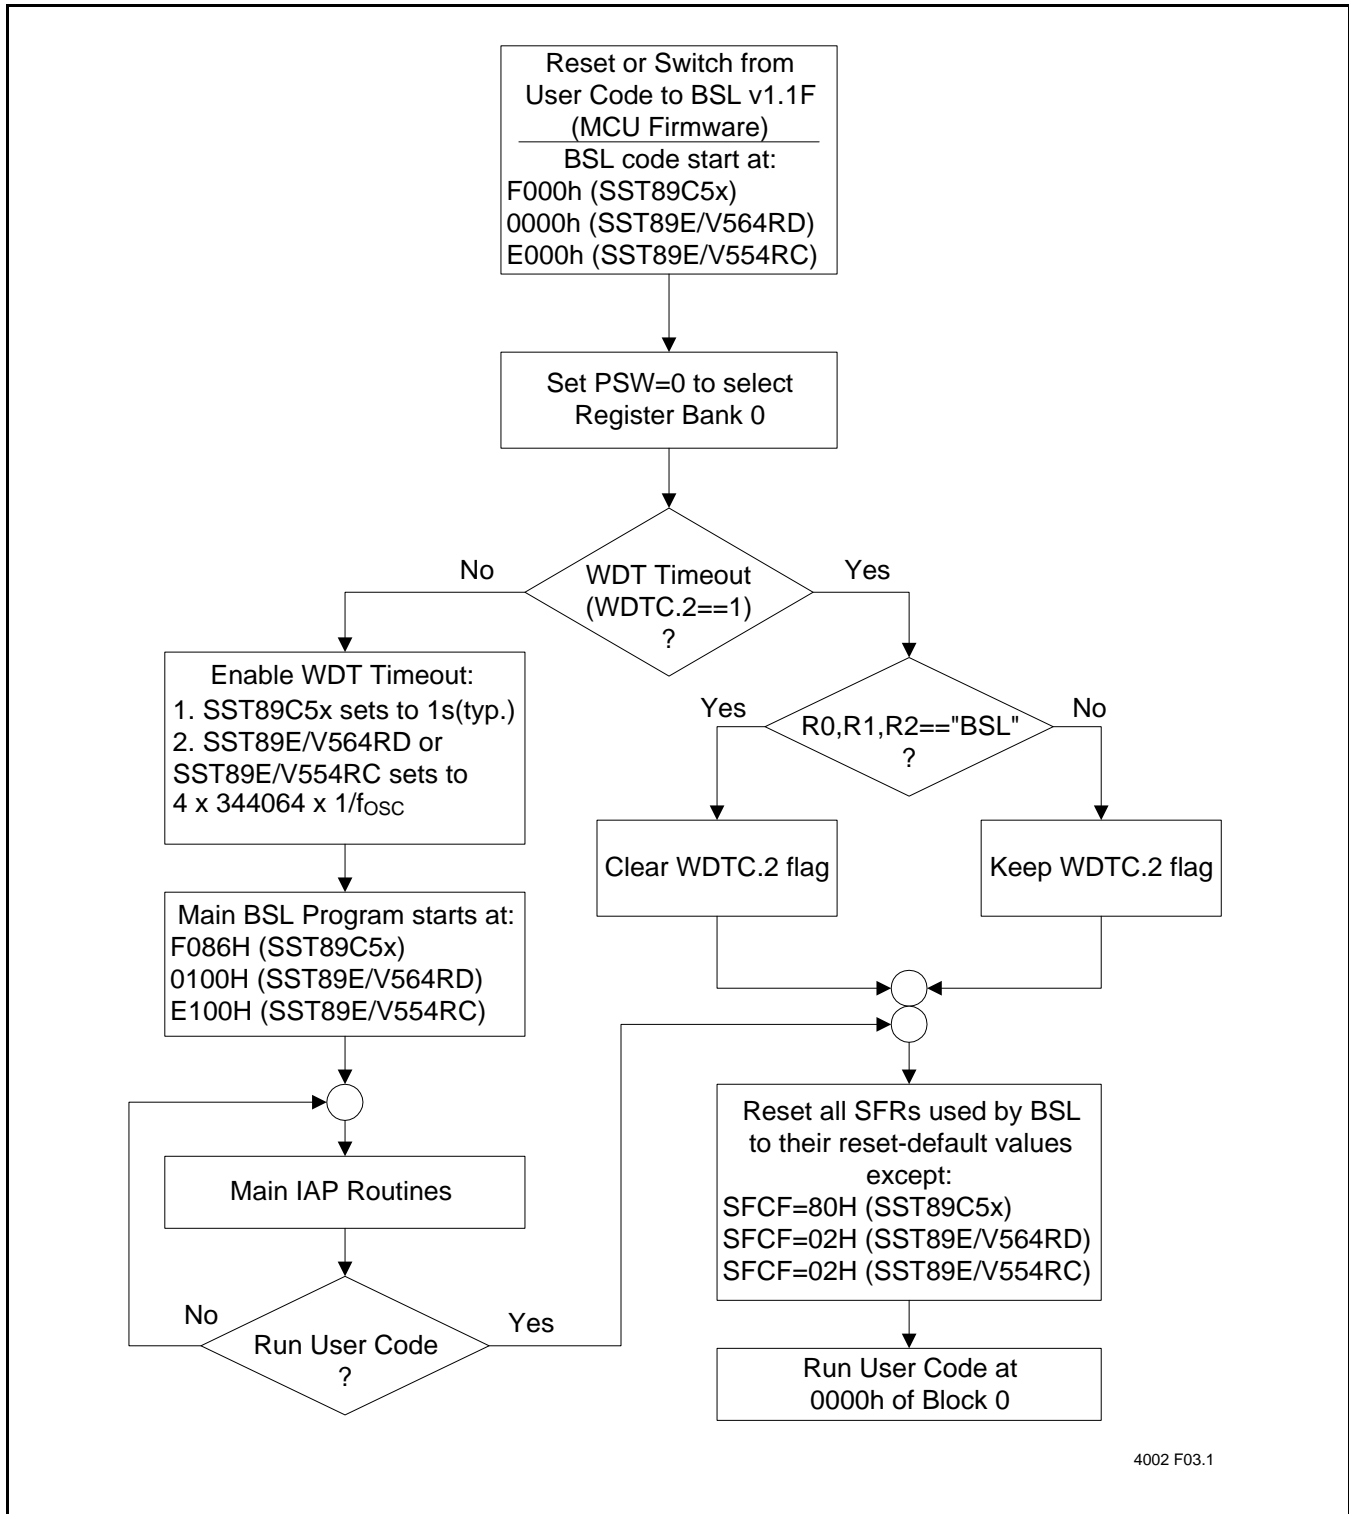 Reset or Switch from
User Code to BSL v1.1F
(MCU Firmware)
BSL code start at:
F000h (SST89C5x)
0000h (SST89E/V564RD)
E000h (SST89E/V554RC)
Set PSW=0 to select
Register Bank 0
WDT Timeout
(WDTC.2==1)
?
No
Yes
Enable WDT Timeout:
1. SST89C5x sets to 1s(typ.)
2. SST89E/V564RD or
SST89E/V554RC sets to
4 x 344064 x 1/fOSC
R0,R1,R2=="BSL"
?
Yes
No
Clear WDTC.2 flag
Keep WDTC.2 flag
Main BSL Program starts at:
F086H (SST89C5x)
0100H (SST89E/V564RD)
E100H (SST89E/V554RC)
Main IAP Routines
Run User Code
?
No
Yes
Reset all SFRs used by BSL
to their reset-default values
except:
SFCF=80H (SST89C5x)
SFCF=02H (SST89E/V564RD)
SFCF=02H (SST89E/V554RC)
Run User Code at
0000h of Block 0
4002 F03.1